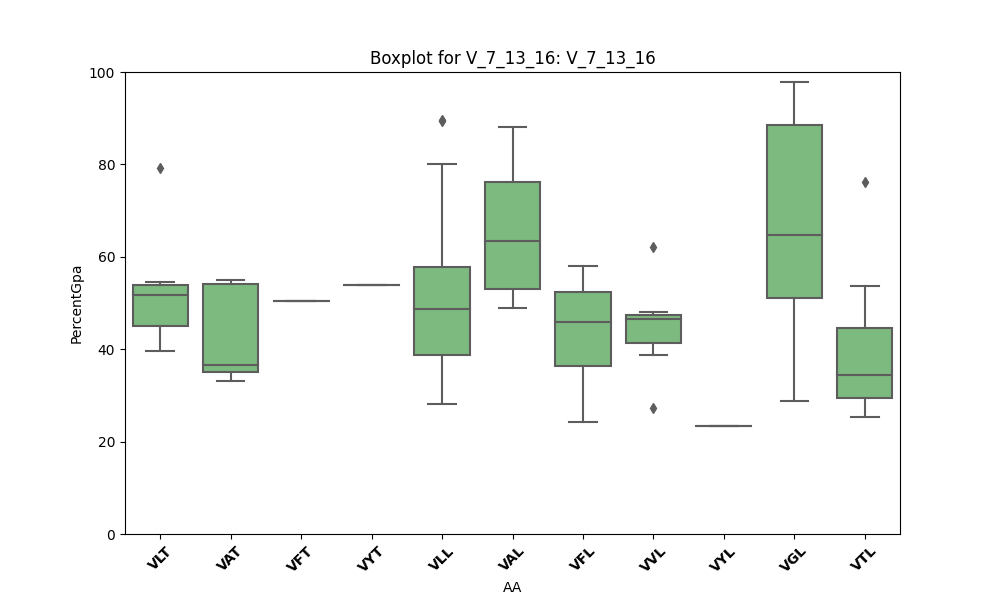 Boxplot for V_7_13_16: V_7_13_16
100
80
60
40
20
0
PercentGpa
VLT VAT VFT VYT VLL VAL VFL VVL VYL VGL VTL
AA